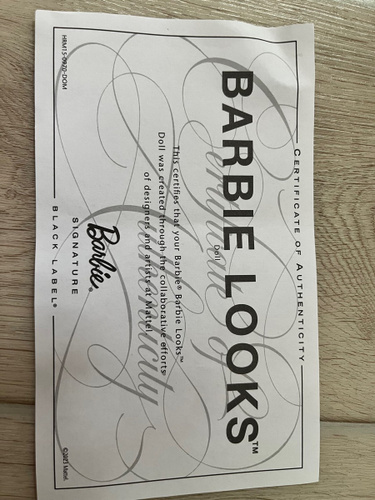 CERTIFICATE OF AUTHENTICITY
BARBIE LOOKS™
Doll
This certifies that your Barbie® Barbie Looks™
Doll was created through the collaborative efforts
of designers and artists at Mattel.
Barbie®
SIGNATURE
BLACK LABEL®
©2023 Mattel.